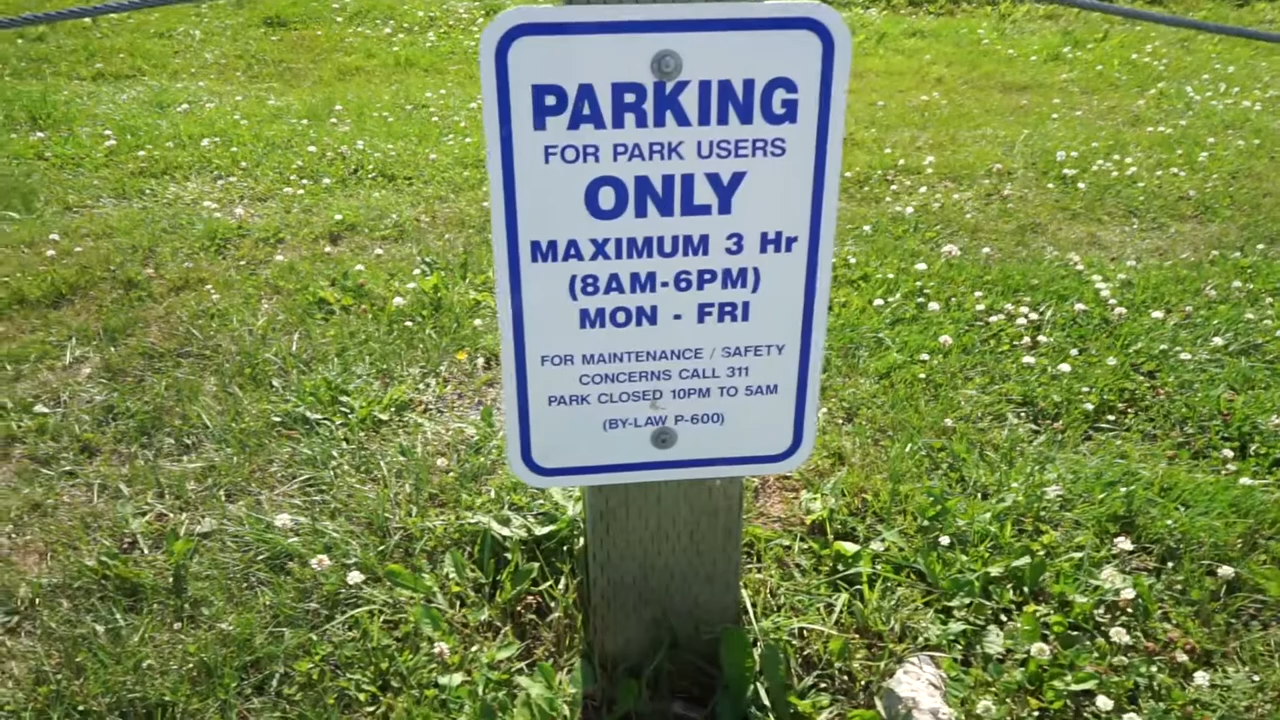 PARKING
FOR PARK USERS
ONLY
MAXIMUM 3 Hr
(8AM-6PM)
MON - FRI
FOR MAINTENANCE / SAFETY
CONCERNS CALL 311
PARK CLOSED 10PM TO 5AM
(BY-LAW P-600)